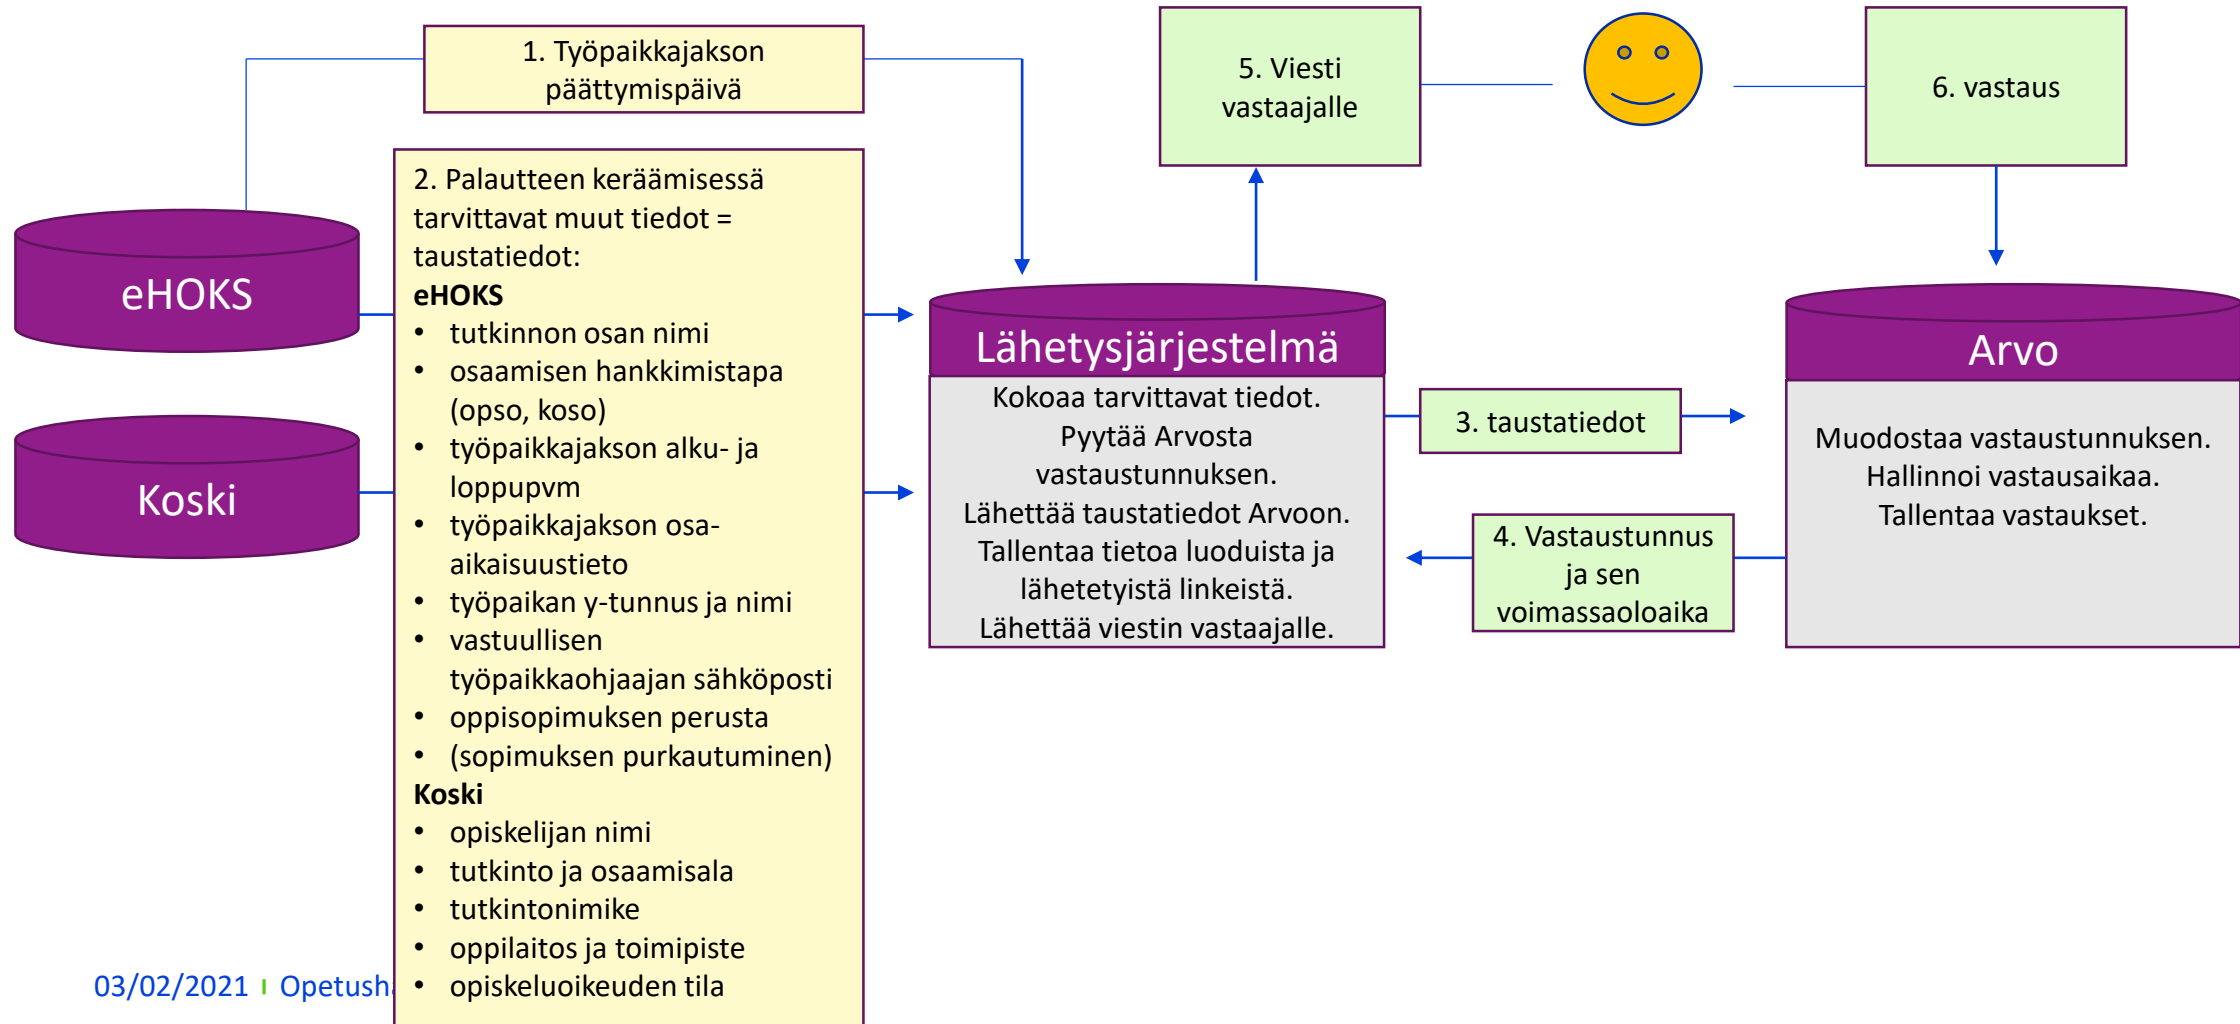 1. Työpaikkajakson
päättymispäivä
5. Viesti
vastaajalle
6. vastaus
2. Palautteen keräämisessä
tarvittavat muut tiedot =
taustatiedot:
eHOKS
• tutkinnon osan nimi
• osaamisen hankkimistapa
(opso, koso)
• työpaikkajakson alku- ja
loppupvm
• työpaikkajakson osa-
aikaisuustieto
• työpaikan y-tunnus ja nimi
• vastuullisen
työpaikkaohjaajan sähköposti
• oppisopimuksen perusta
• (sopimuksen purkautuminen)
Koski
• opiskelijan nimi
• tutkinto ja osaamisala
• tutkintonimike
• oppilaitos ja toimipiste
• opiskeluoikeuden tila
eHOKS
Koski
Lähetysjärjestelmä
Kokoaa tarvittavat tiedot.
Pyytää Arvosta
vastaustunnuksen.
Lähettää taustatiedot Arvoon.
Tallentaa tietoa luoduista ja
lähetetyistä linkeistä.
Lähettää viestin vastaajalle.
3. taustatiedot
4. Vastaustunnus
ja sen
voimassaoloaika
Arvo
Muodostaa vastaustunnuksen.
Hallinnoi vastausaikaa.
Tallentaa vastaukset.
03/02/2021 ı